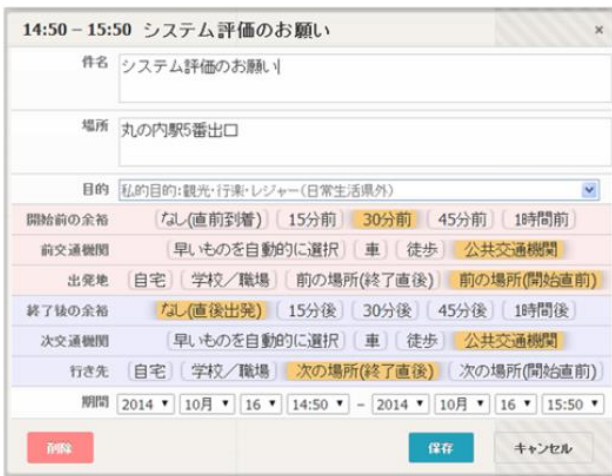 14:50 – 15:50 システム評価のお願い ×
件名 システム評価のお願い
場所 丸の内駅5番出口
目的 私的目的:観光・行楽・レジャー(日常生活圏外)
開始前の余裕 なし(直前到着) 15分前 30分前 45分前 1時間前
前交通機関 早いものを自動的に選択 車 徒歩 公共交通機関
出発地 自宅 学校／職場 前の場所(終了直後) 前の場所(開始直前)
終了後の余裕 なし(直後出発) 15分後 30分後 45分後 1時間後
次交通機関 早いものを自動的に選択 車 徒歩 公共交通機関
行き先 自宅 学校／職場 次の場所(終了直後) 次の場所(開始直前)
期間 2014 10月 16 14:50 – 2014 10月 16 15:50
削除 保存 キャンセル